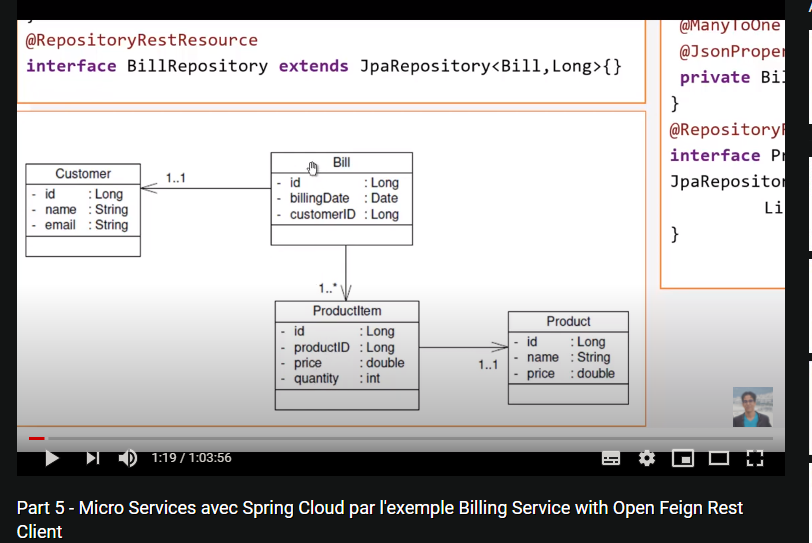 @RepositoryRestResource
interface BillRepository extends JpaRepository<Bill,Long>{}
@ManyToOne
@JsonProper
private Bil
}
@Repository
interface Pr
JpaRepositor
Li
}
Customer
- id : Long
- name : String
- email : String
1..1
Bill
- id : Long
- billingDate : Date
- customerID : Long
1..*
ProductItem
- id : Long
- productID : Long
- price : double
- quantity : int
1..1
Product
- id : Long
- name : String
- price : double
1:19 / 1:03:56
Part 5 - Micro Services avec Spring Cloud par l'exemple Billing Service with Open Feign Rest
Client